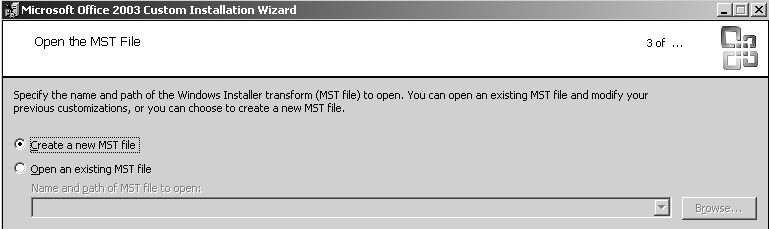 Microsoft Office 2003 Custom Installation Wizard
Open the MST File
3 of ...
Specify the name and path of the Windows Installer transform (MST file) to open. You can open an existing MST file and modify your
previous customizations, or you can choose to create a new MST file.
Create a new MST file
Open an existing MST file
Name and path of MST file to open:
Browse...